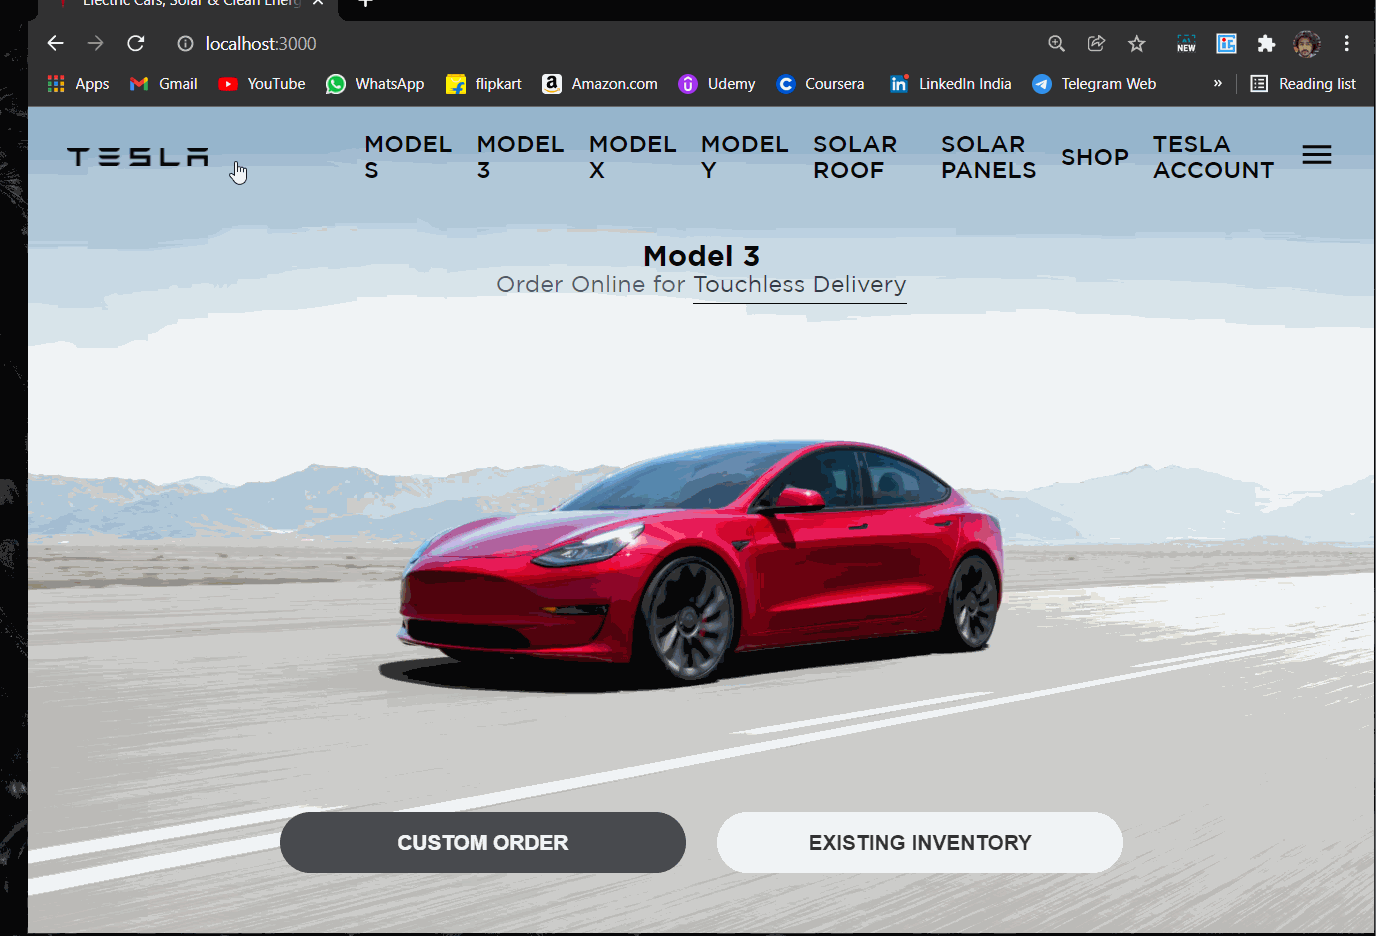 Electric Cars, Solar & Clean Energ
localhost:3000
NEW
Apps Gmail YouTube WhatsApp flipkart Amazon.com Udemy Coursera LinkedIn India Telegram Web » Reading list
TESLA
MODEL S
MODEL 3
MODEL X
MODEL Y
SOLAR ROOF
SOLAR PANELS
SHOP
TESLA ACCOUNT
Model 3
Order Online for Touchless Delivery
CUSTOM ORDER
EXISTING INVENTORY